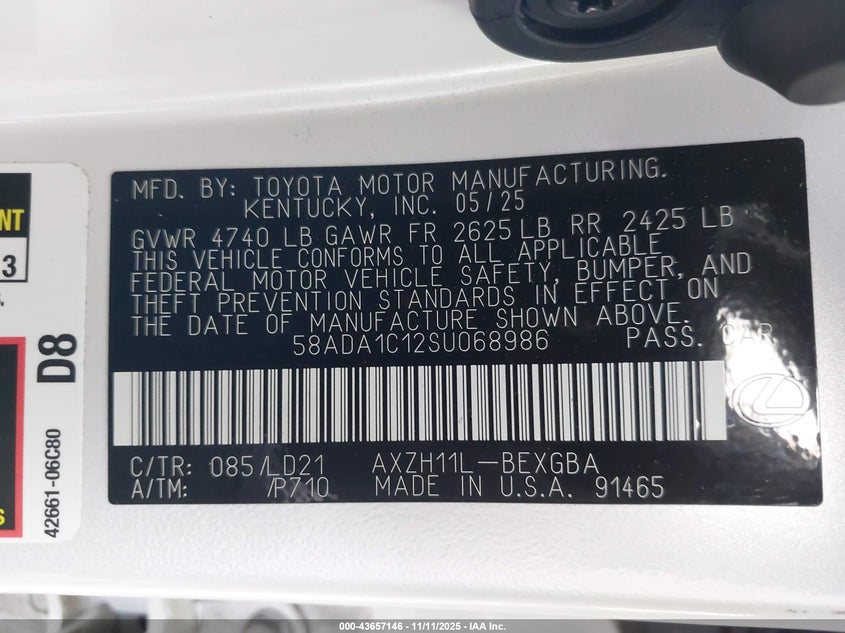 MFD. BY: TOYOTA MOTOR MANUFACTURING.
KENTUCKY, INC. 05/25
GVWR 4740 LB GAWR FR 2625 LB RR 2425 LB
THIS VEHICLE CONFORMS TO ALL APPLICABLE
FEDERAL MOTOR VEHICLE SAFETY, BUMPER, AND
THEFT PREVENTION STANDARDS IN EFFECT ON
THE DATE OF MANUFACTURE SHOWN ABOVE.
58ADA1C12SU068986 PASS. CAR
C/TR: 085/LD21 AXZH11L-BEXGBA
A/TM: /P710 MADE IN U.S.A. 91465
NT
3
S
D8
42661-06C80
000-43657146 - 11/11/2025 - IAA Inc.